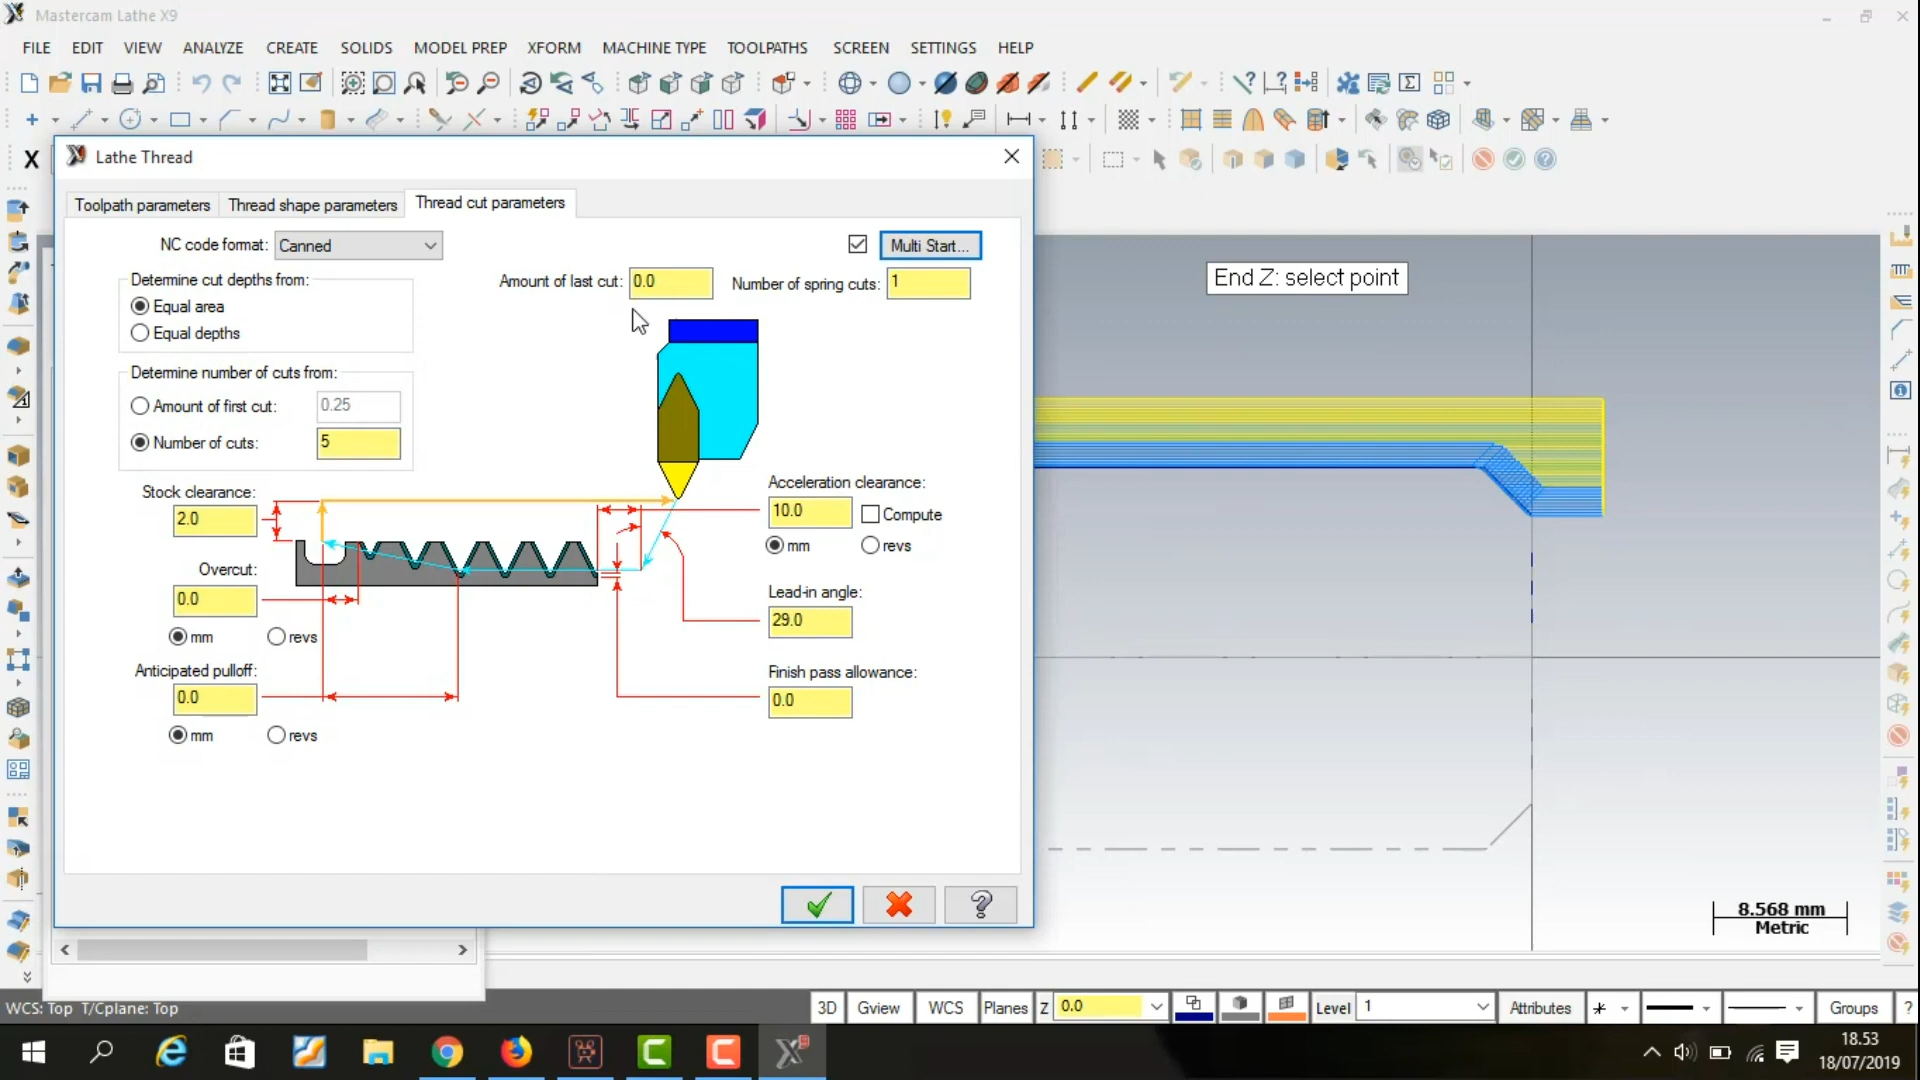 Mastercam Lathe X9
FILE EDIT VIEW ANALYZE CREATE SOLIDS MODEL PREP XFORM MACHINE TYPE TOOLPATHS SCREEN SETTINGS HELP
Lathe Thread
Toolpath parameters Thread shape parameters Thread cut parameters
NC code format: Canned Multi Start...
Determine cut depths from:
Amount of last cut: 0.0 Number of spring cuts: 1
End Z: select point
Equal area
Equal depths
Determine number of cuts from:
Amount of first cut: 0.25
Number of cuts: 5
Stock clearance:
2.0
Acceleration clearance:
10.0 Compute
mm revs
Overcut:
0.0
mm revs
Lead-in angle:
29.0
Anticipated pulloff:
0.0
mm revs
Finish pass allowance:
0.0
8.568 mm
Metric
WCS: Top T/Cplane: Top 3D Gview WCS Planes Z 0.0 Level 1 Attributes Groups ?
18.53
18/07/2019